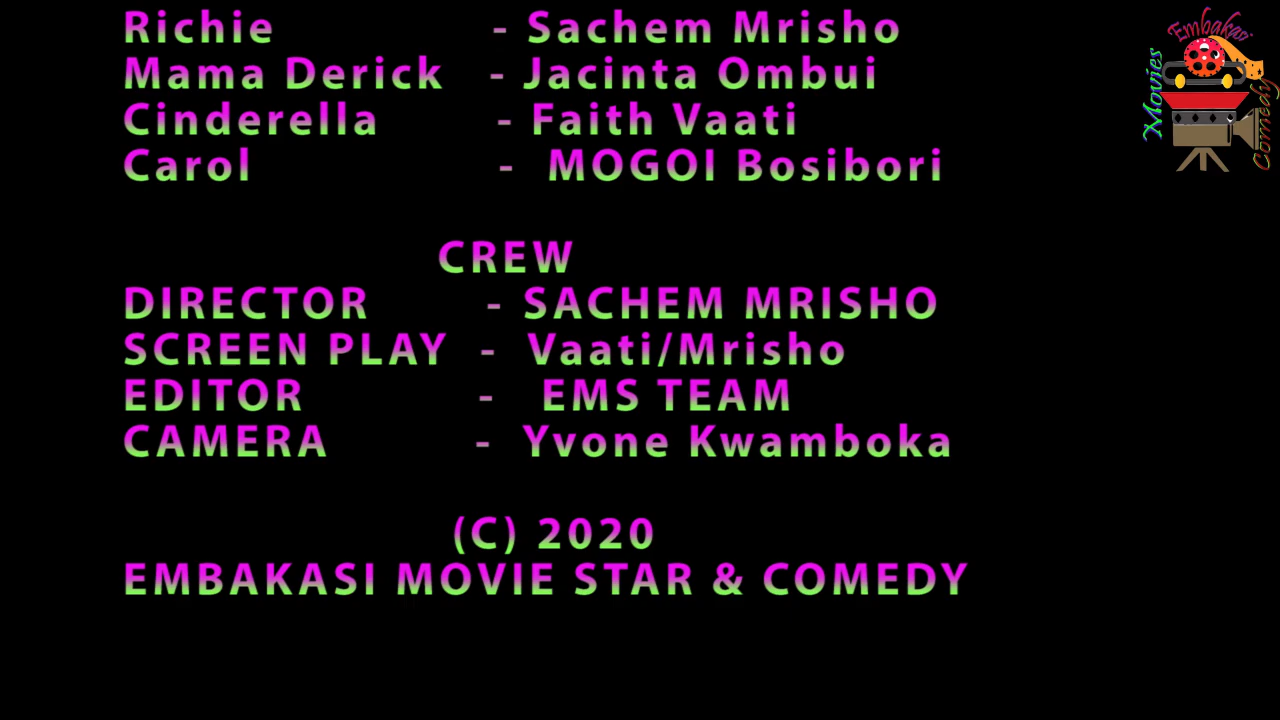 Richie - Sachem Mrisho
Mama Derick - Jacinta Ombui
Cinderella - Faith Vaati
Carol - MOGOI Bosibori
CREW
DIRECTOR - SACHEM MRISHO
SCREEN PLAY - Vaati/Mrisho
EDITOR - EMS TEAM
CAMERA - Yvone Kwamboka
(C) 2020
EMBAKASI MOVIE STAR & COMEDY
Embakasi
Movies
Comedy